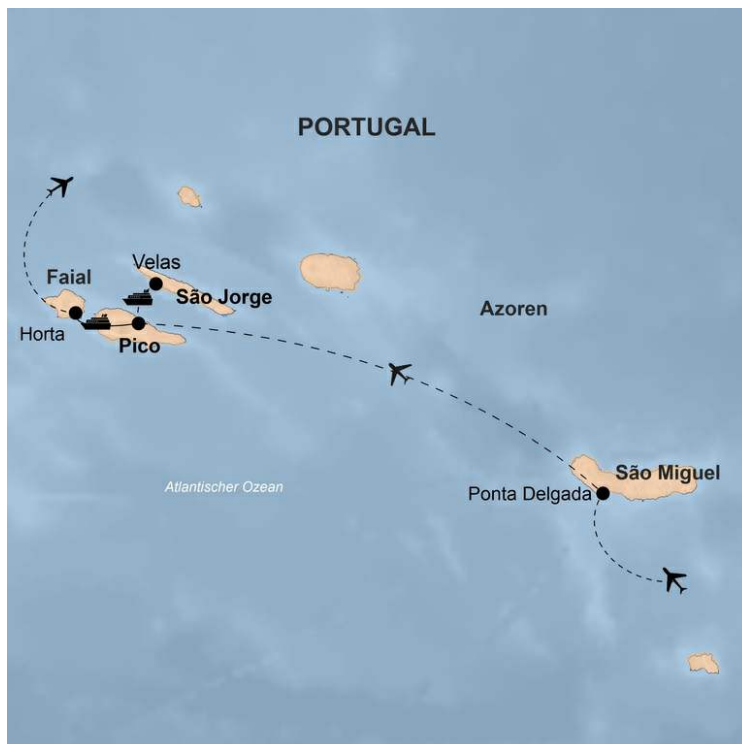 PORTUGAL
Velas
Faial
São Jorge
Azoren
Horta
Pico
São Miguel
Atlantischer Ozean
Ponta Delgada